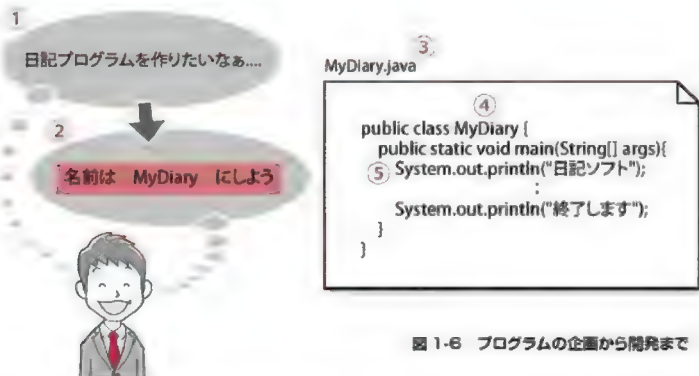 1
日記プログラムを作りたいなぁ....
2
名前は MyDiary にしよう
3
MyDiary.java
4
public class MyDiary {
public static void main(String[] args){
5 System.out.println("日記ソフト");
:
System.out.println("終了します");
}
}
図 1-6 プログラムの企画から開発まで